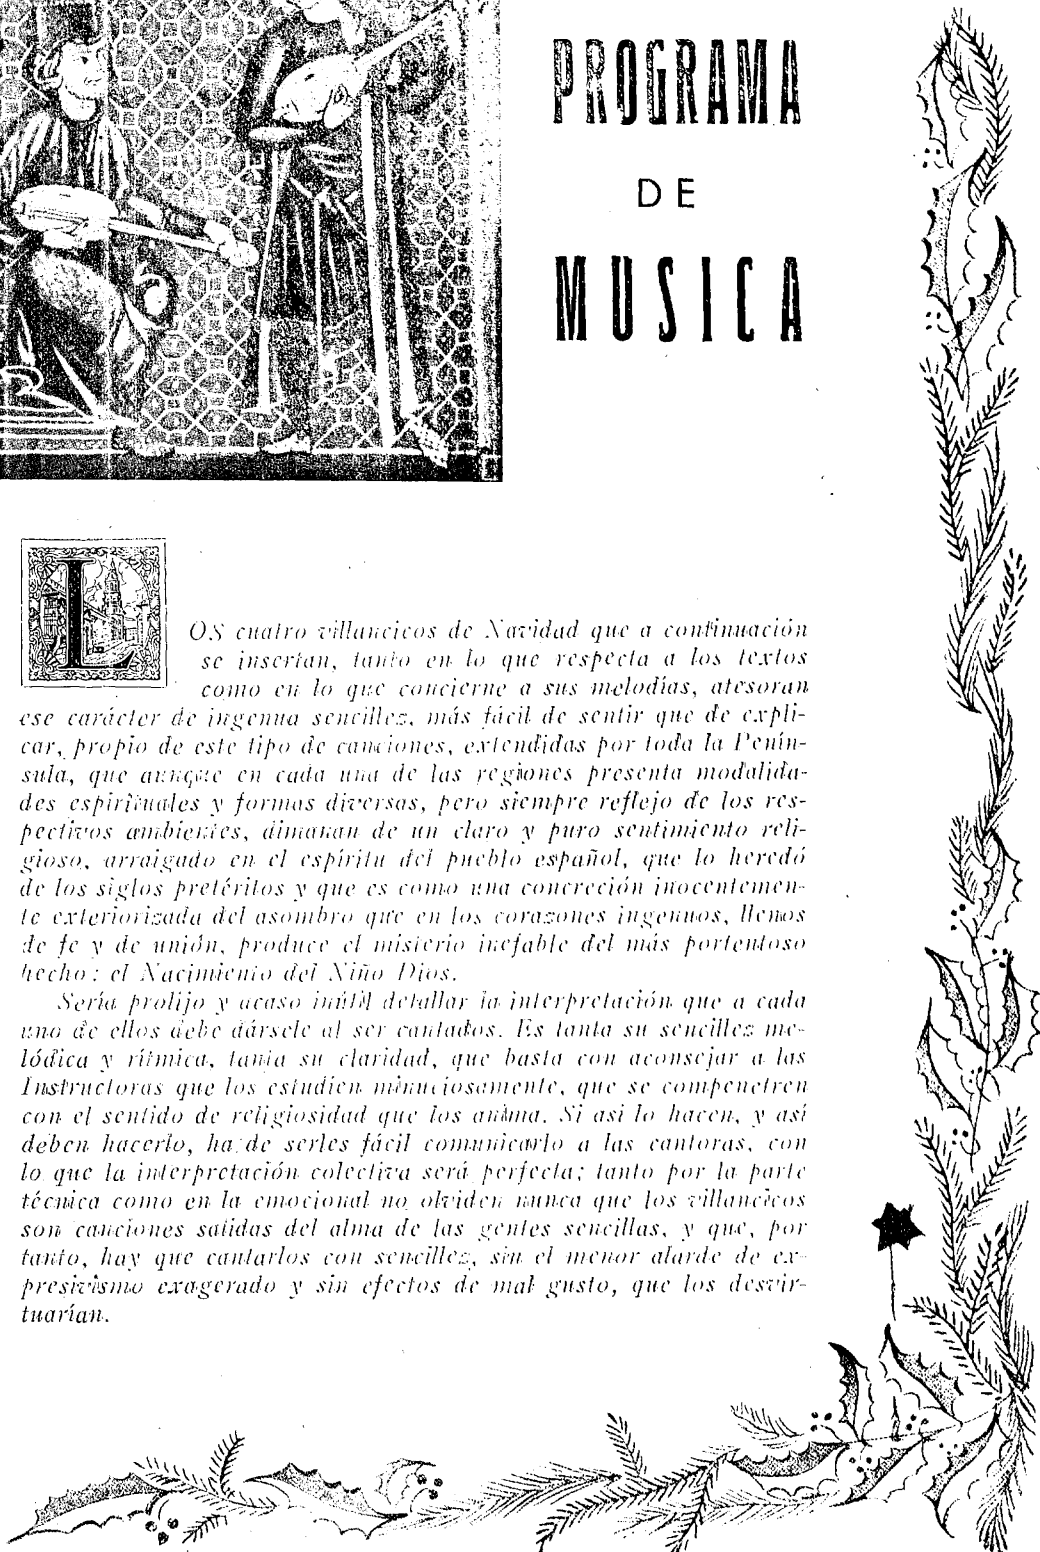 PROGRAMA
DE
MUSICA
LOS cuatro villancicos de Navidad que a continuación
se insertan, tanto en lo que respecta a los textos
como en lo que concierne a sus melodías, atesoran
ese carácter de ingenua sencillez, más fácil de sentir que de expli-
car, propio de este tipo de canciones, extendidas por toda la Penín-
sula, que aunque en cada una de las regiones presenta modalida-
des espirituales y formas diversas, pero siempre reflejo de los res-
pectivos ambientes, dimanan de un claro y puro sentimiento reli-
gioso, arraigado en el espíritu del pueblo español, que lo heredó
de los siglos pretéritos y que es como una concreción inocentemen-
te exteriorizada del asombro que en los corazones ingenuos, llenos
de fe y de unión, produce el misterio inefable del más portentoso
hecho: el Nacimiento del Niño Dios.
Sería prolijo y acaso inútil detallar la interpretación que a cada
uno de ellos debe dársele al ser cantados. Es tanta su sencillez me-
lódica y rítmica, tanta su claridad, que basta con aconsejar a las
Instructoras que los estudien minuciosamente, que se compenetren
con el sentido de religiosidad que los anima. Si así lo hacen, y así
deben hacerlo, ha de serles fácil comunicarlo a las cantoras, con
lo que la interpretación colectiva será perfecta; tanto por la parte
técnica como en la emocional no olviden nunca que los villancicos
son canciones salidas del alma de las gentes sencillas, y que, por
tanto, hay que cantarlos con sencillez, sin el menor alarde de ex-
presivismo exagerado y sin efectos de mal gusto, que los desvir-
tuarían.